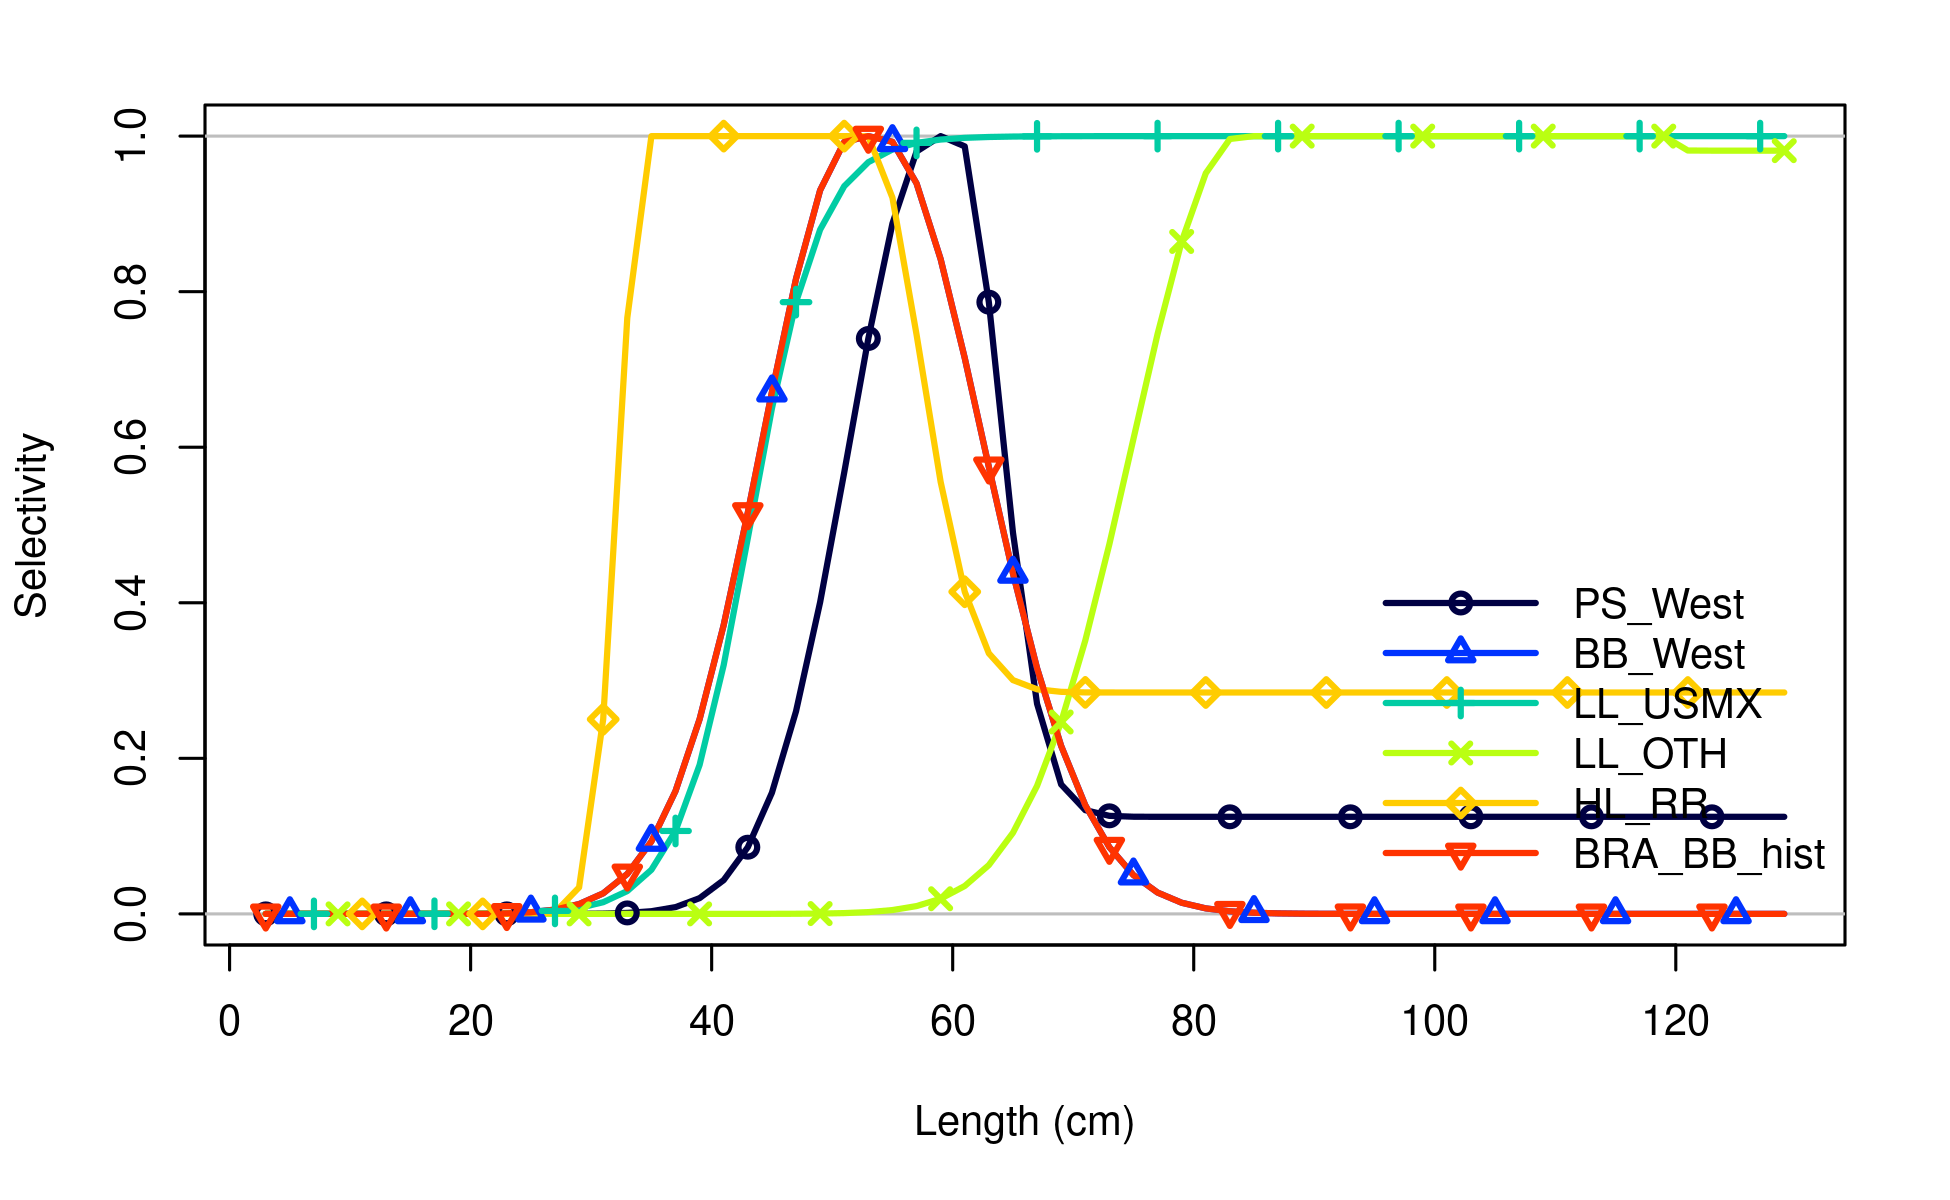 1.0
0.8
0.6
0.4
0.2
0.0
Selectivity
PS_West
BB_West
LL_USMX
LL_OTH
HL_RR
BRA_BB_hist
0 20 40 60 80 100 120
Length (cm)